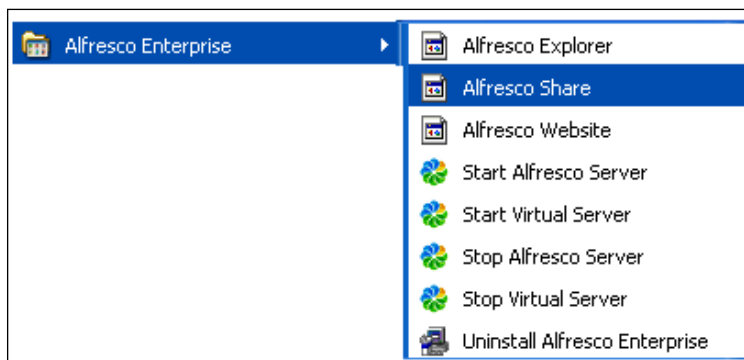 Alfresco Enterprise
Alfresco Explorer
Alfresco Share
Alfresco Website
Start Alfresco Server
Start Virtual Server
Stop Alfresco Server
Stop Virtual Server
Uninstall Alfresco Enterprise